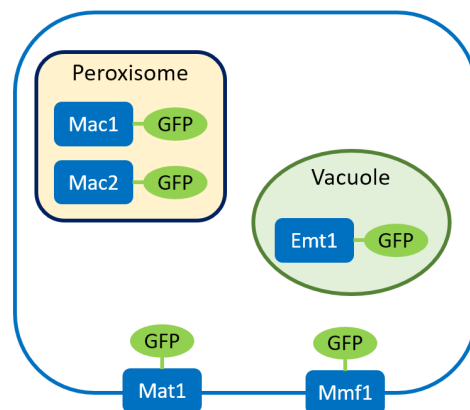 Peroxisome
Mac1 GFP
Mac2 GFP
Vacuole
Emt1 GFP
GFP GFP
Mat1 Mmf1